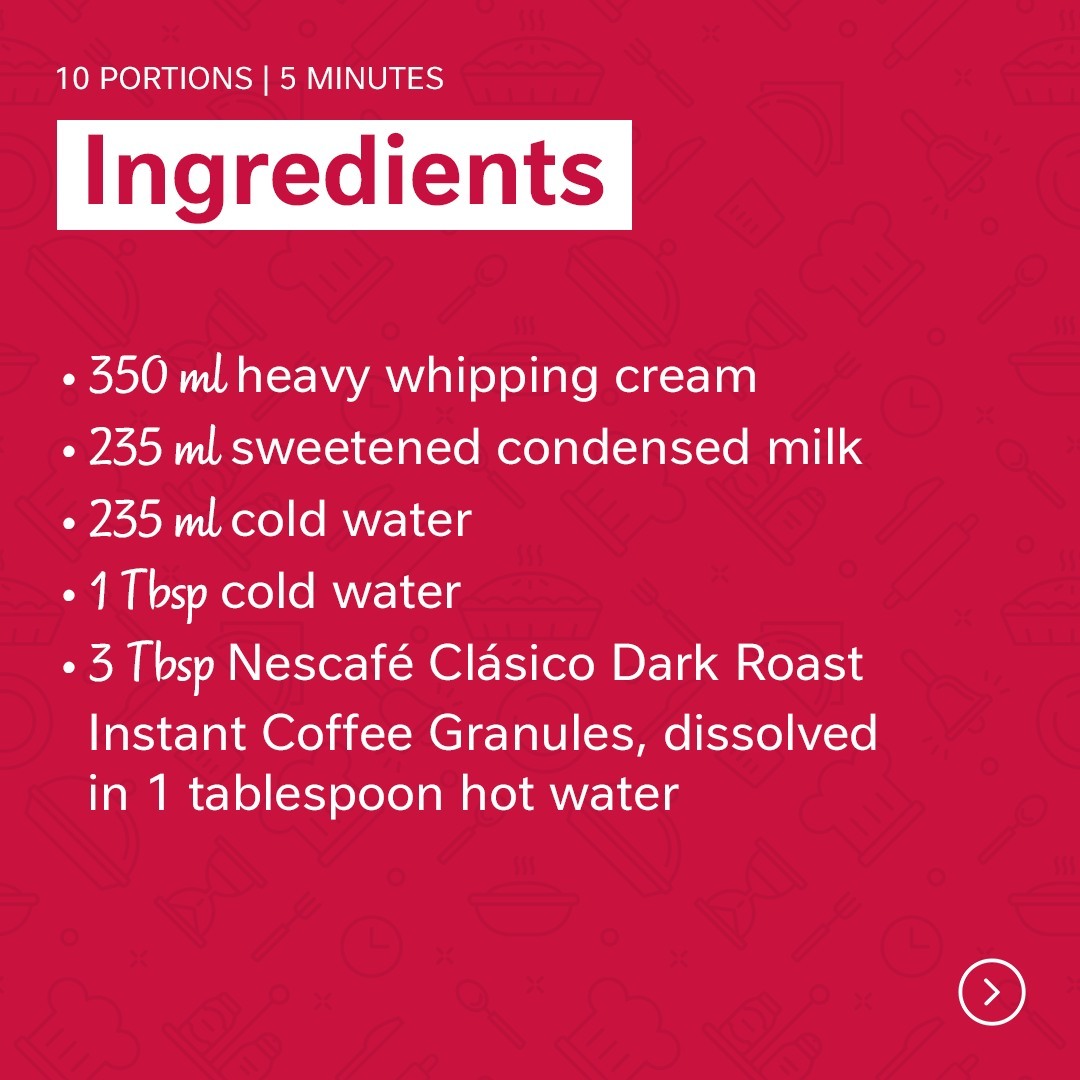 10 PORTIONS | 5 MINUTES
Ingredients
• 350 ml heavy whipping cream
• 235 ml sweetened condensed milk
• 235 ml cold water
• 1 Tbsp cold water
• 3 Tbsp Nescafé Clásico Dark Roast
Instant Coffee Granules, dissolved
in 1 tablespoon hot water